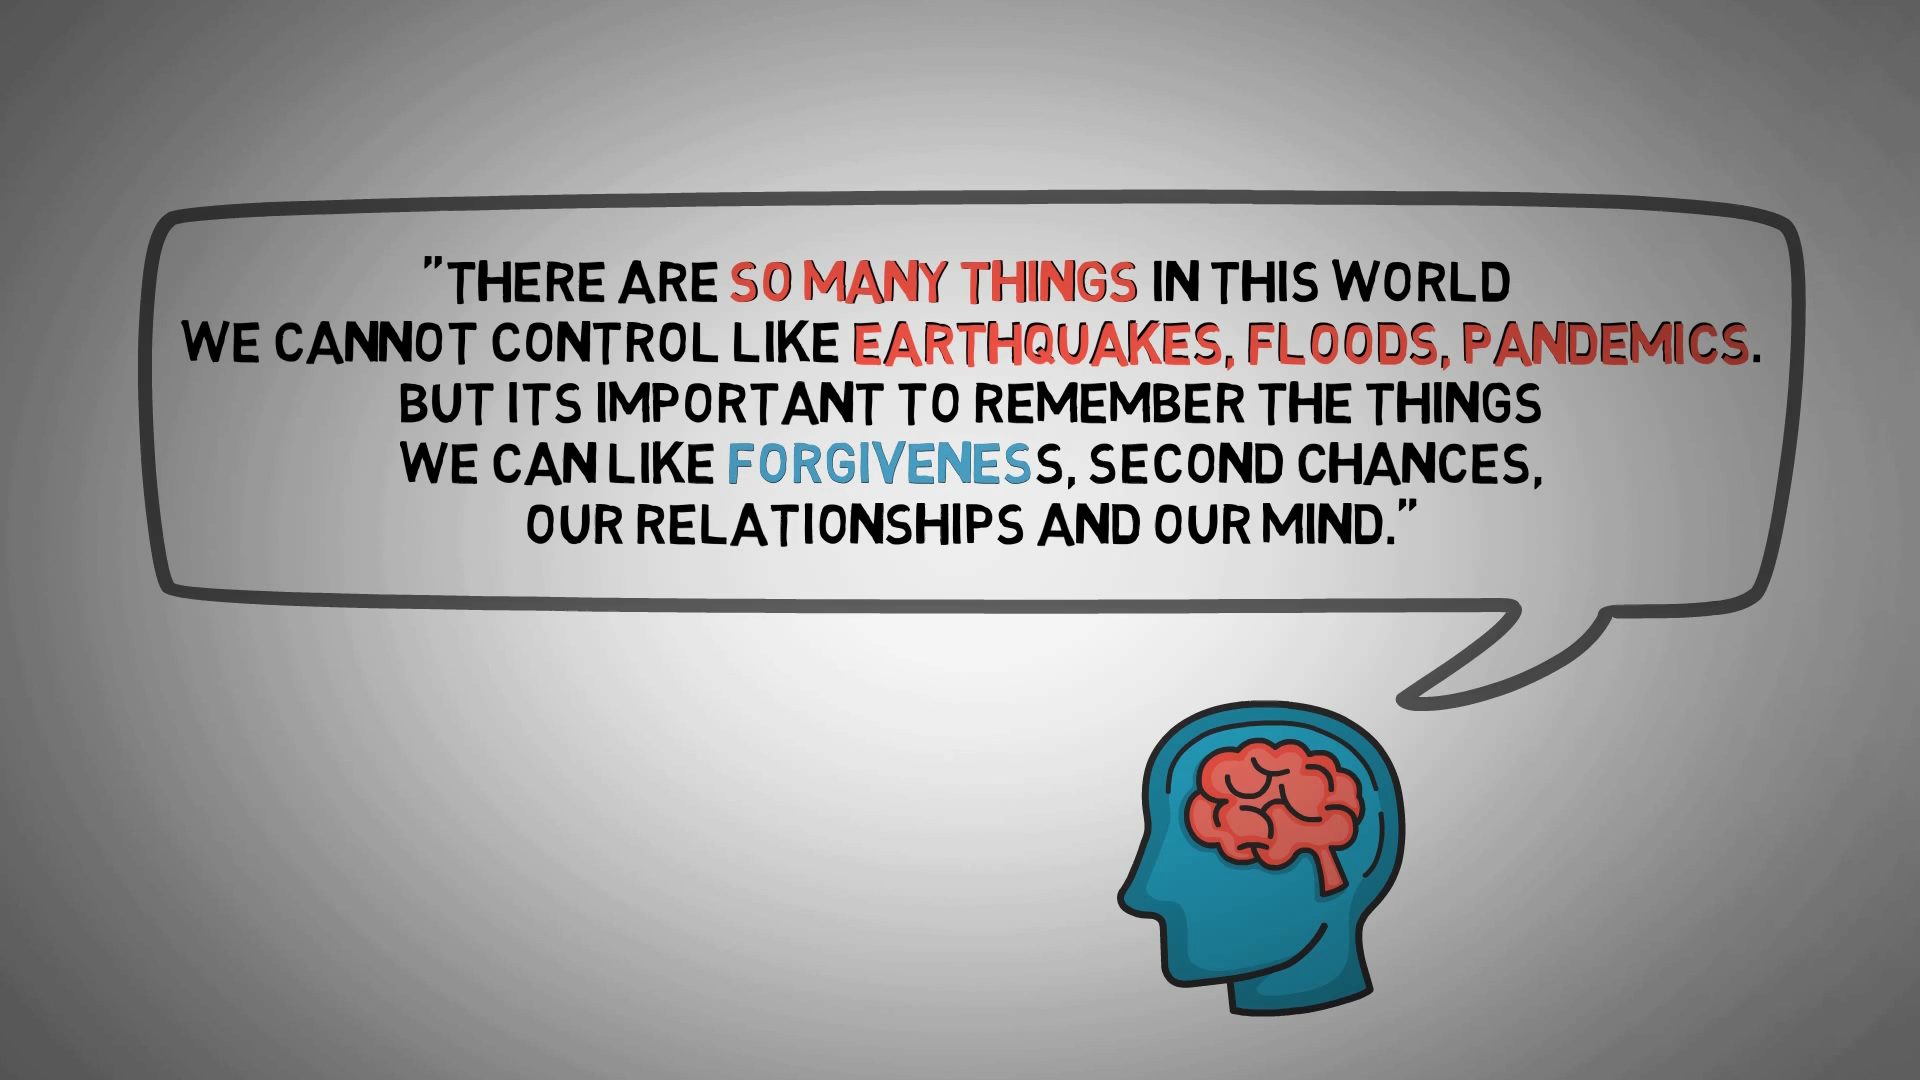 "THERE ARE SO MANY THINGS IN THIS WORLD
WE CANNOT CONTROL LIKE EARTHQUAKES, FLOODS, PANDEMICS.
BUT ITS IMPORTANT TO REMEMBER THE THINGS
WE CAN LIKE FORGIVENESS, SECOND CHANCES,
OUR RELATIONSHIPS AND OUR MIND."